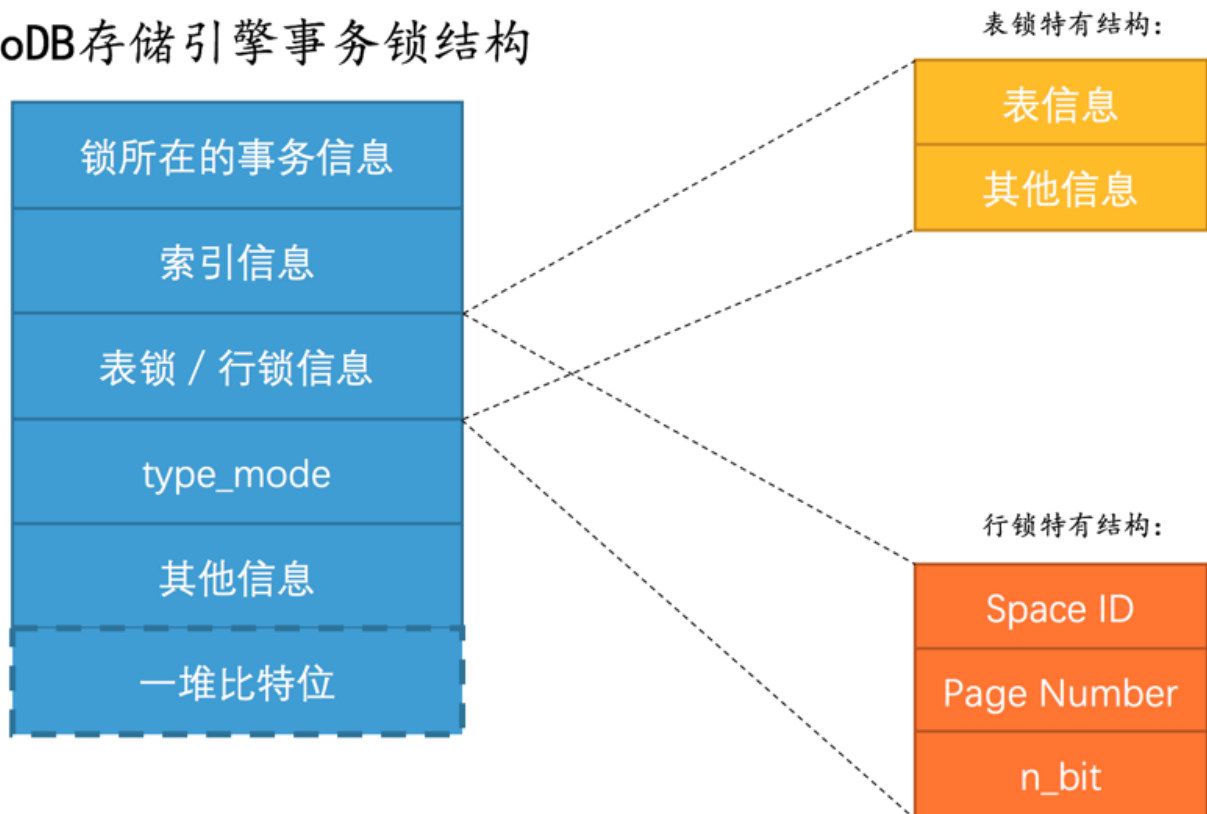 oDB存储引擎事务锁结构
锁所在的事务信息
索引信息
表锁 / 行锁信息
type_mode
其他信息
一堆比特位
表锁特有结构：
表信息
其他信息
行锁特有结构：
Space ID
Page Number
n_bit